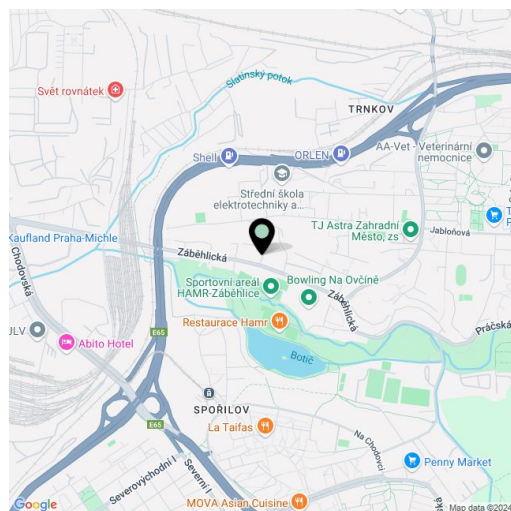 Slatinský potok
Svět rovnátek
TRNKOV
Shell
ORLEN
AA-Vet - Veterinární
nemocnice
Střední škola
elektrotechniky a...
TJ Astra Zahradní
Město, zs
Jabloňová
T
P
Kaufland Praha-Michle
Chodovská
Záběhlická
Sportovní areál
HAMR-Záběhlice
Bowling Na Ovčíně
Záběhlická
Práčská
E65
Restaurace Hamr
JLV
Abito Hotel
Botič
SPOŘILOV
E65
La Taifas
Na Chodovci
Penny Market
Severovýchodní I
Severní I
MOVA Asian Cuisine
Google
Map data ©2024